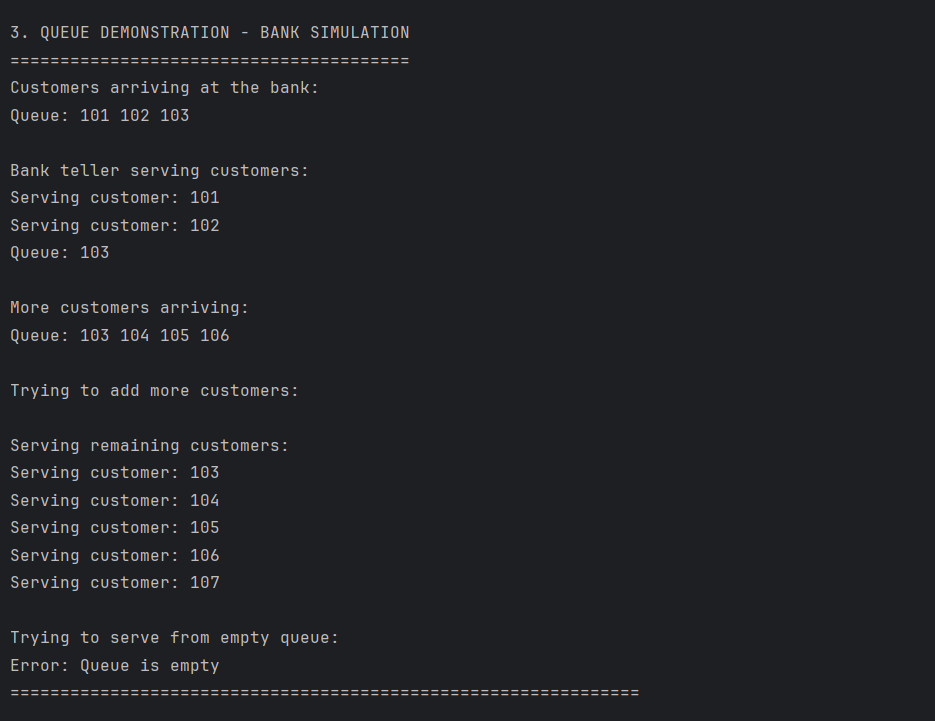 3. QUEUE DEMONSTRATION - BANK SIMULATION
========================================
Customers arriving at the bank:
Queue: 101 102 103
Bank teller serving customers:
Serving customer: 101
Serving customer: 102
Queue: 103
More customers arriving:
Queue: 103 104 105 106
Trying to add more customers:
Serving remaining customers:
Serving customer: 103
Serving customer: 104
Serving customer: 105
Serving customer: 106
Serving customer: 107
Trying to serve from empty queue:
Error: Queue is empty
===============================================================